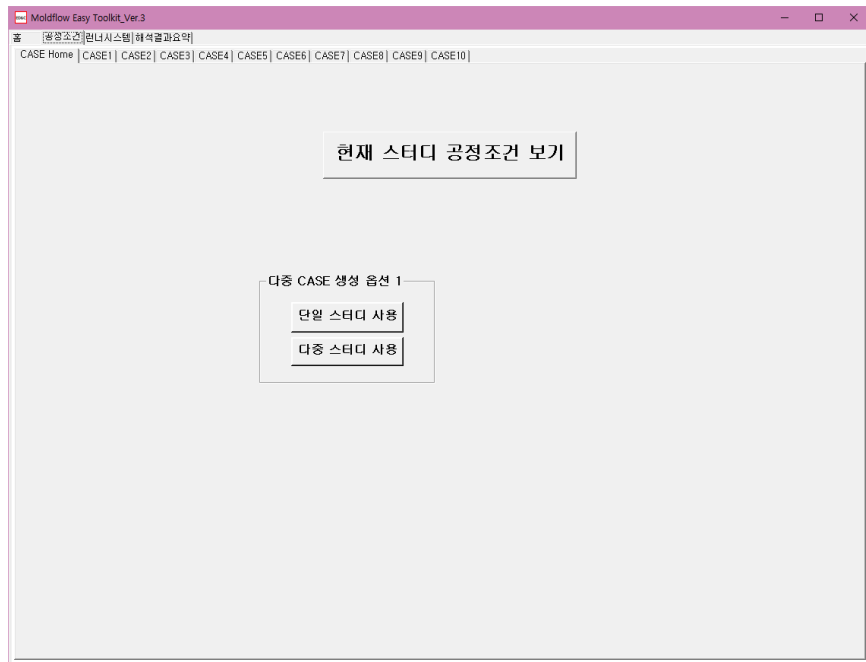 Moldflow Easy Toolkit_Ver.3
홈 공정조건 런너시스템 해석결과요약
CASE Home CASE1 CASE2 CASE3 CASE4 CASE5 CASE6 CASE7 CASE8 CASE9 CASE10
현재 스터디 공정조건 보기
다중 CASE 생성 옵션 1
단일 스터디 사용
다중 스터디 사용